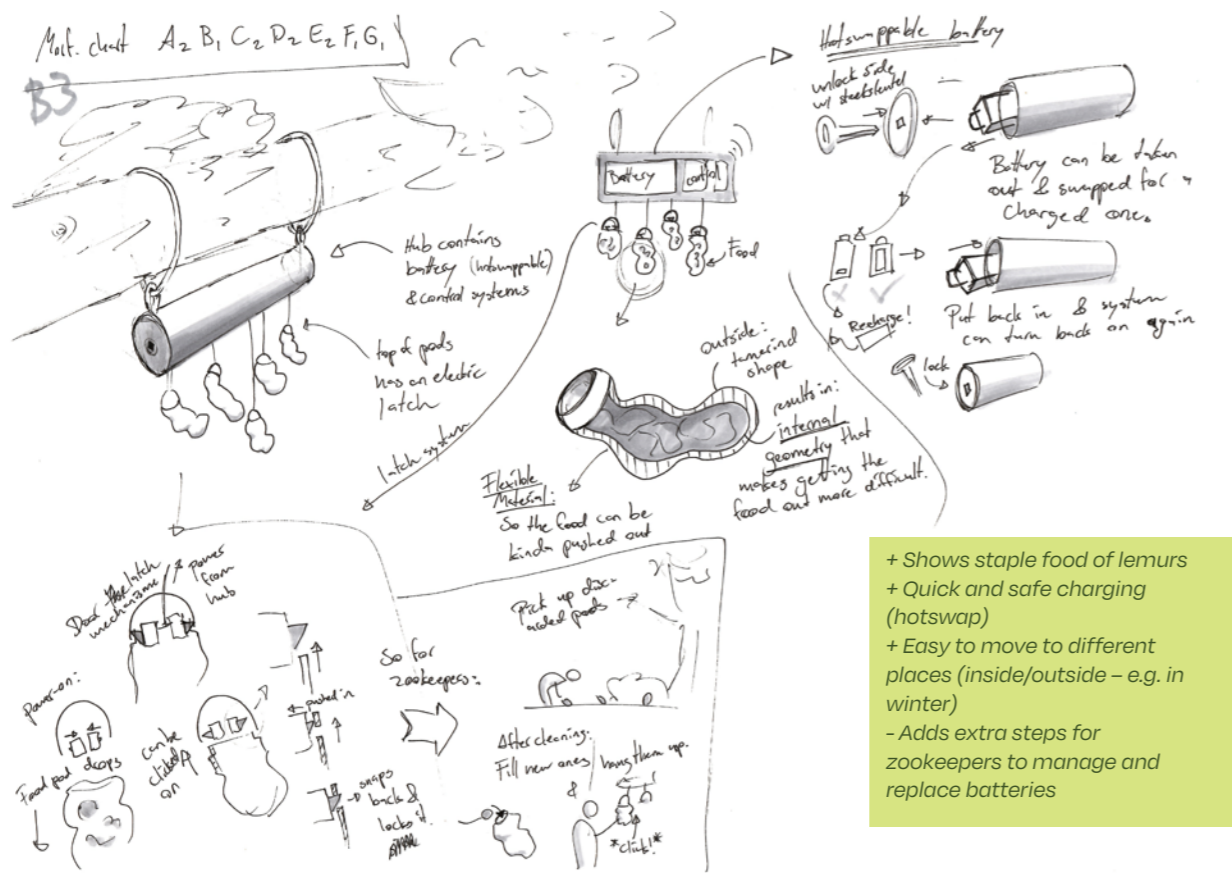 Morf. chart A2 B1 C2 D2 E2 F1 G1
B3
Hub contains
battery (hotswappable)
& control systems
top of pods
has an electric
latch
Battery
control
Food
latch system
Hotswappable battery
unlock side
w/ steeksleutel
Battery can be taken
out & swapped for a
charged one.
Recharge!
Put back in & system
can turn back on again
lock
outside:
tamarind
shape
results in:
internal
geometry that
makes getting the
food out more difficult.
Flexible
Material:
So the food can be
kinda pushed out
Door latch
mechanisme
power
from
hub
Power-on:
Food pod drops
can be
clicked
on
pushed in
snaps
back &
locks it.
So for
zookeepers:
Pick up disc-
arded pods
After cleaning:
Fill new ones
&
hang them up.
*click!*
+ Shows staple food of lemurs
+ Quick and safe charging
(hotswap)
+ Easy to move to different
places (inside/outside – e.g. in
winter)
- Adds extra steps for
zookeepers to manage and
replace batteries